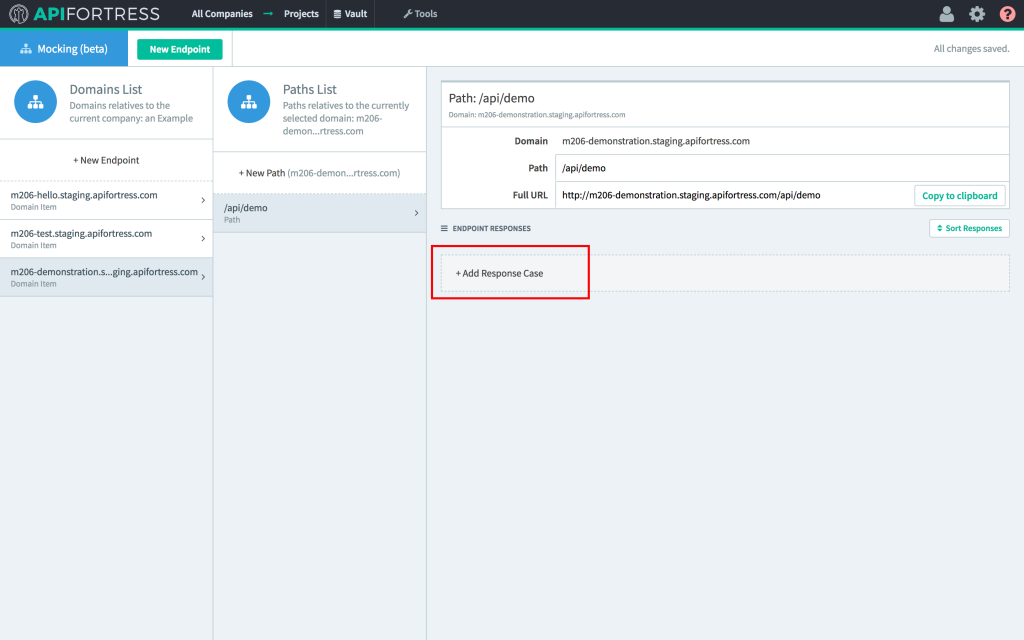 APIFORTRESS
All Companies → Projects
Vault
Tools
?
Mocking (beta)
New Endpoint
All changes saved.
Domains List
Domains relatives to the
current company: an Example
+ New Endpoint
m206-hello.staging.apifortress.com
Domain Item
m206-test.staging.apifortress.com
Domain Item
m206-demonstration.s...ging.apifortress.com
Domain Item
Paths List
Paths relatives to the currently
selected domain: m206-
demon...rtress.com
+ New Path (m206-demon...rtress.com)
/api/demo
Path
Path: /api/demo
Domain: m206-demonstration.staging.apifortress.com
Domain m206-demonstration.staging.apifortress.com
Path /api/demo
Full URL http://m206-demonstration.staging.apifortress.com/api/demo
Copy to clipboard
ENDPOINT RESPONSES
Sort Responses
+ Add Response Case